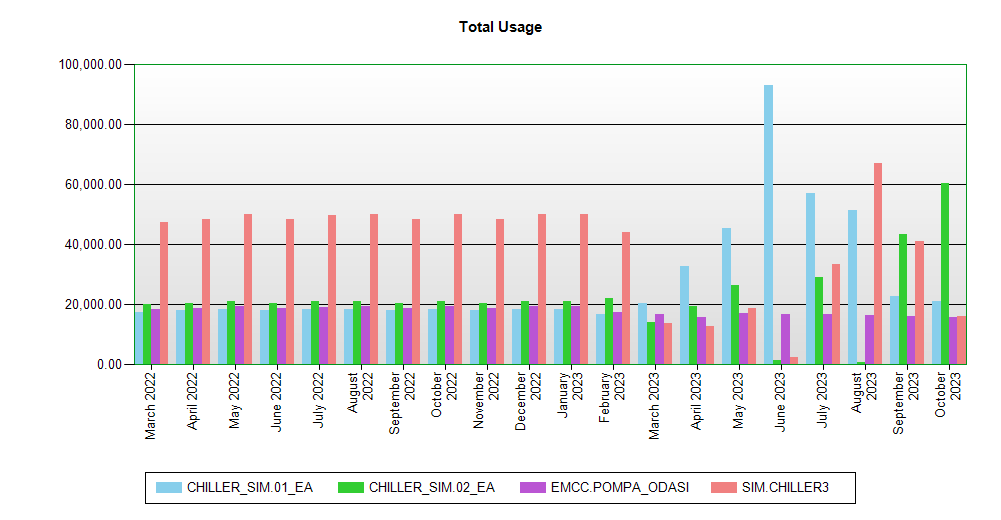 Total Usage
100,000.00
80,000.00
60,000.00
40,000.00
20,000.00
0.00
March 2022
April 2022
May 2022
June 2022
July 2022
August
2022
September
2022
October
2022
November
2022
December
2022
January
2023
February
2023
March 2023
April 2023
May 2023
June 2023
July 2023
August
2023
September
2023
October
2023
CHILLER_SIM.01_EA
CHILLER_SIM.02_EA
EMCC.POMPA_ODASI
SIM.CHILLER3